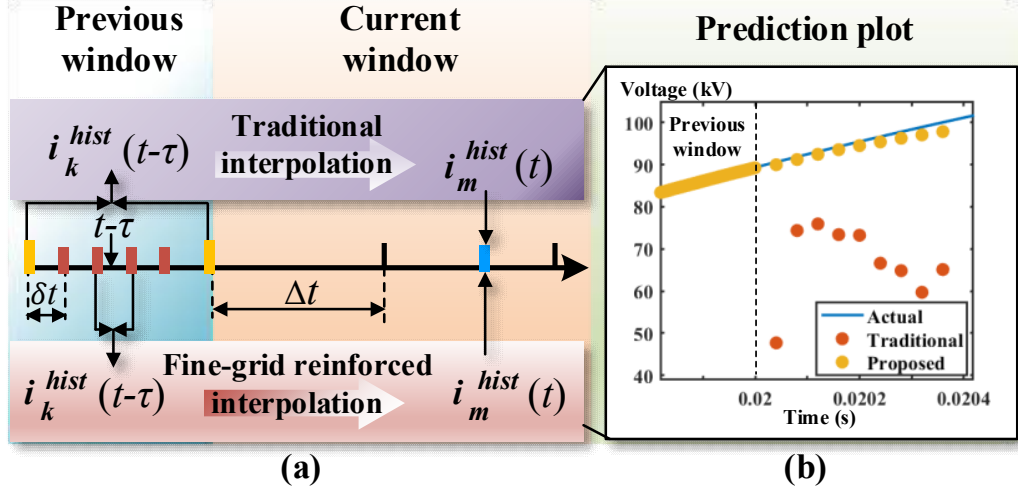 Previous
window
Current
window
Prediction plot
i_k^hist (t-τ)
Traditional
interpolation
i_m^hist (t)
t-τ
δt
Δt
i_k^hist (t-τ)
Fine-grid reinforced
interpolation
i_m^hist (t)
(a)
Voltage (kV)
100
90
80
70
60
50
40
Previous
window
Actual
Traditional
Proposed
0.02
0.0202
0.0204
Time (s)
(b)